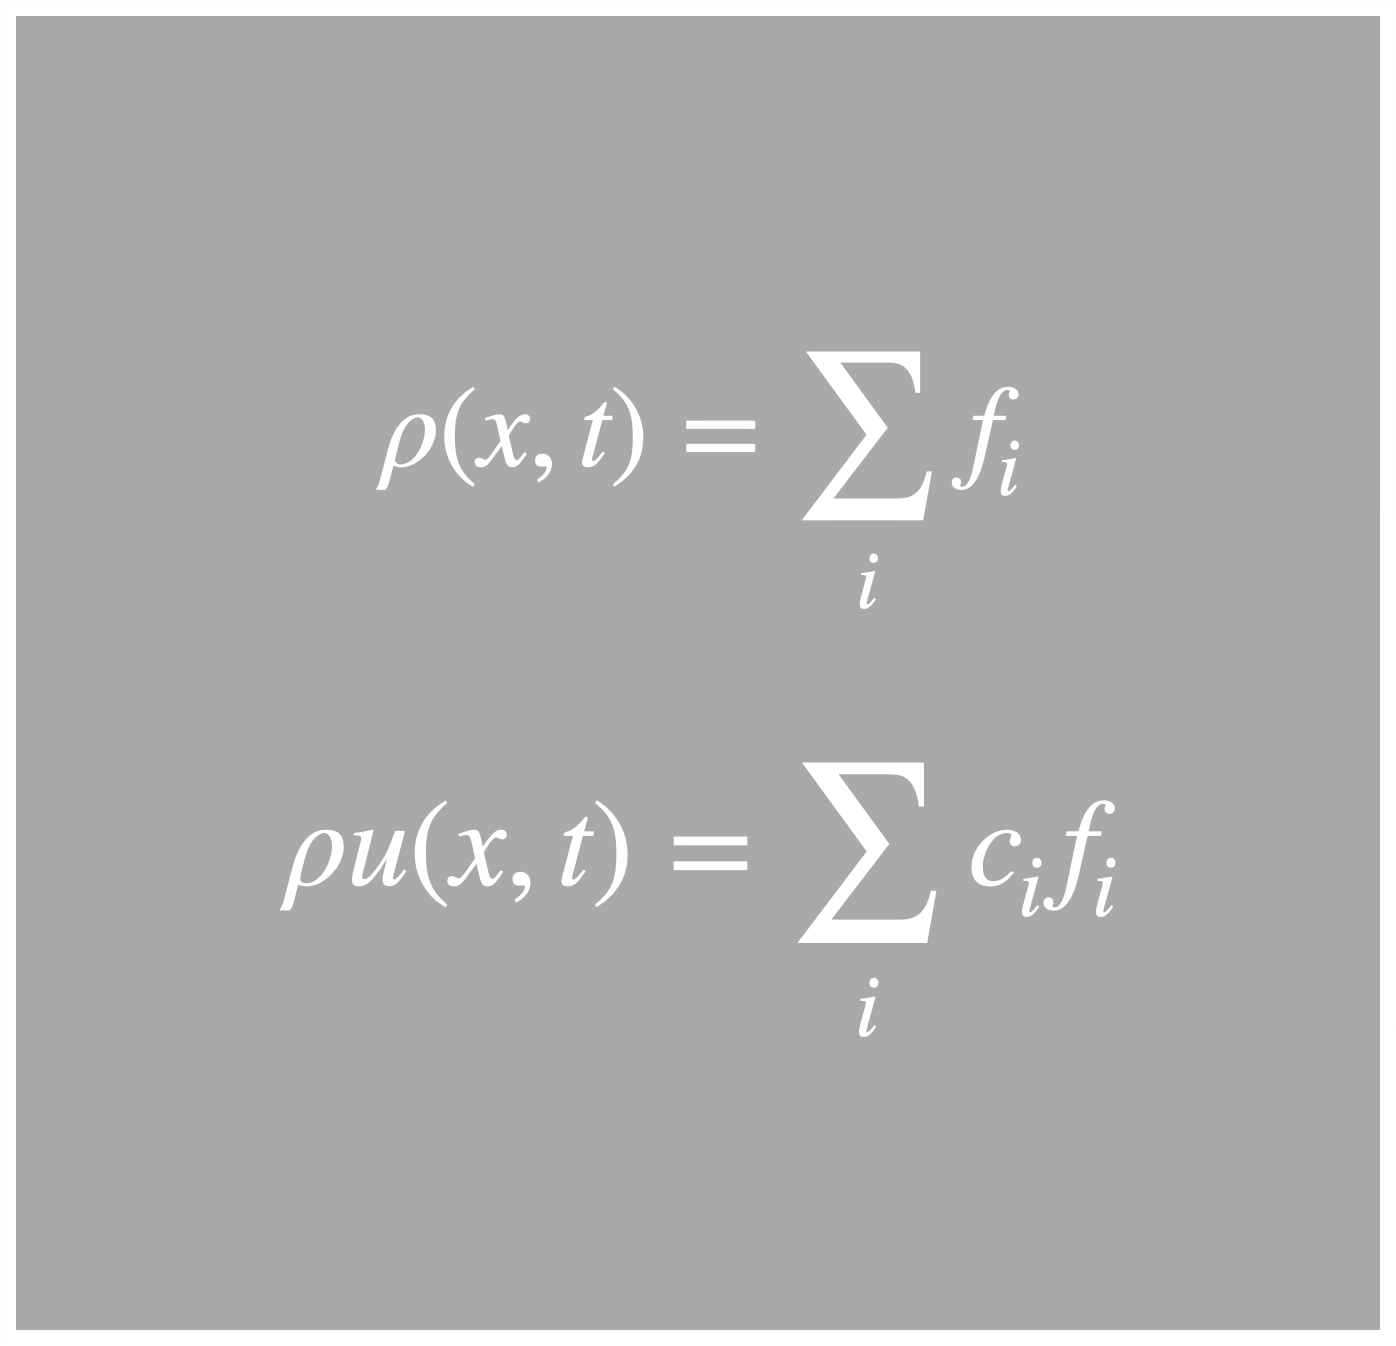 ρ(x, t) = ∑_i f_i
ρu(x, t) = ∑_i c_i f_i